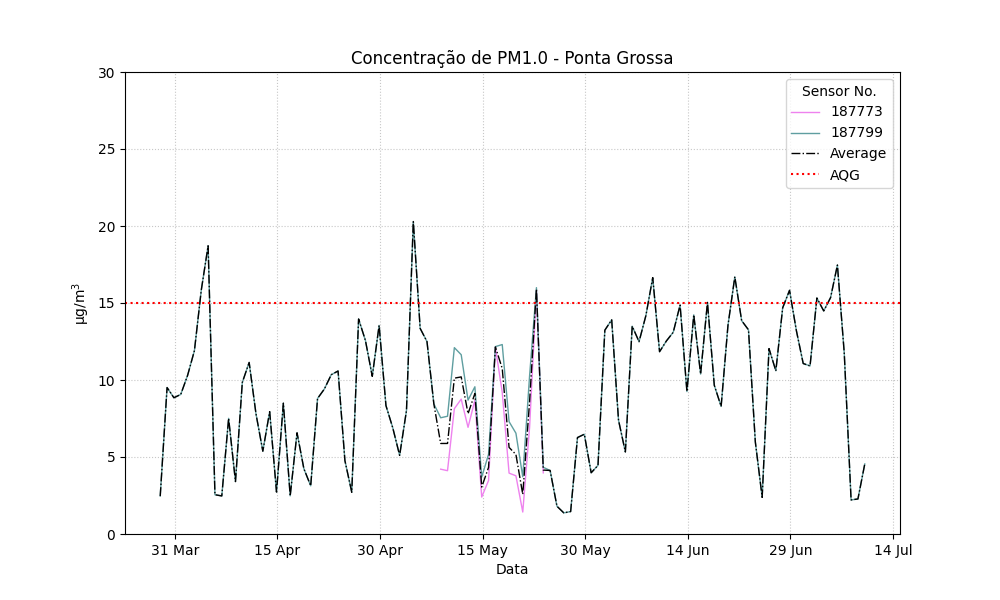 Concentração de PM1.0 - Ponta Grossa
µg/m³
30
25
20
15
10
5
0
Sensor No.
187773
187799
Average
AQG
31 Mar
15 Apr
30 Apr
15 May
30 May
14 Jun
29 Jun
14 Jul
Data